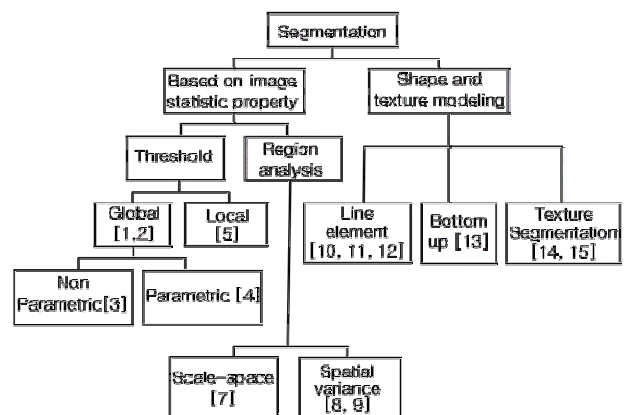 Segmentation
Based on image
statistic property
Shape and
texture modeling
Threshold
Region
analysis
Global
[1,2]
Local
[5]
Line
element
[10, 11, 12]
Bottom
up [13]
Texture
Segmentation
[14, 15]
Non
Parametric[3]
Parametric [4]
Scale-space
[7]
Spatial
variance
[8, 9]